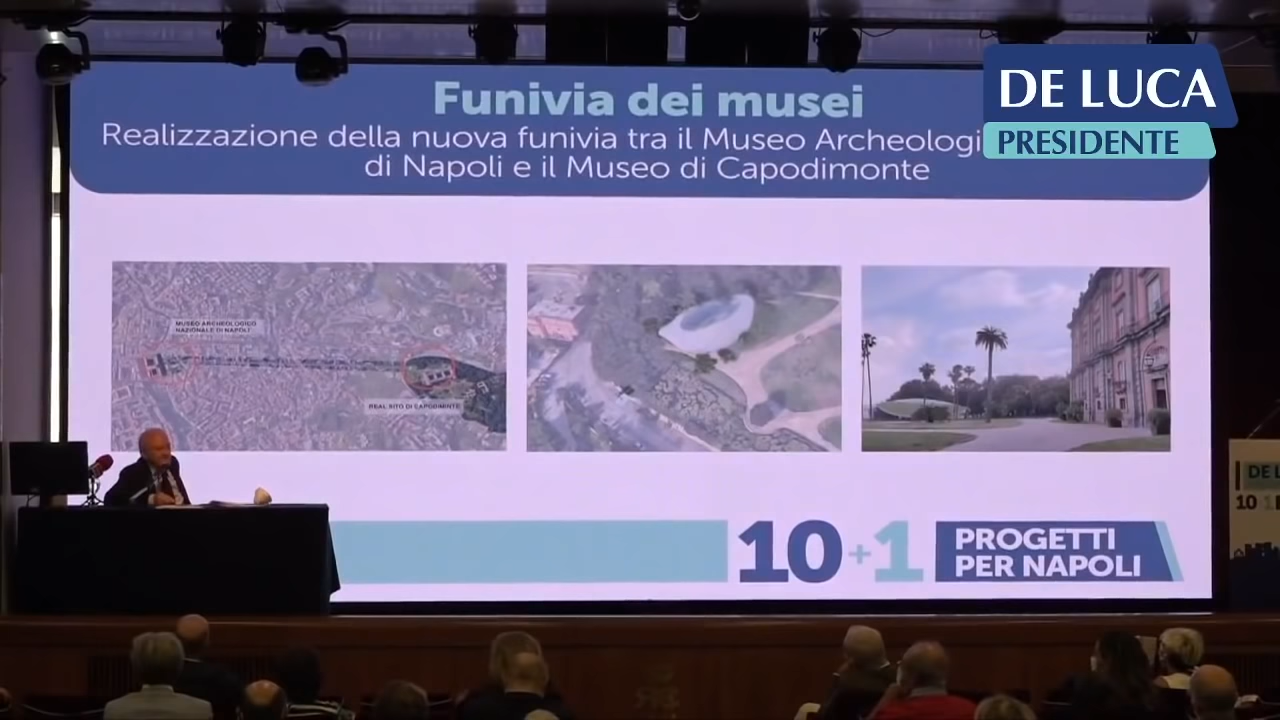 DE LUCA
PRESIDENTE
Funivia dei musei
Realizzazione della nuova funivia tra il Museo Archeologi
di Napoli e il Museo di Capodimonte
MUSEO ARCHEOLOGICO
NAZIONALE DI NAPOLI
REAL SITO DI CAPODIMONTE
10+1
PROGETTI
PER NAPOLI
DE L
10+1